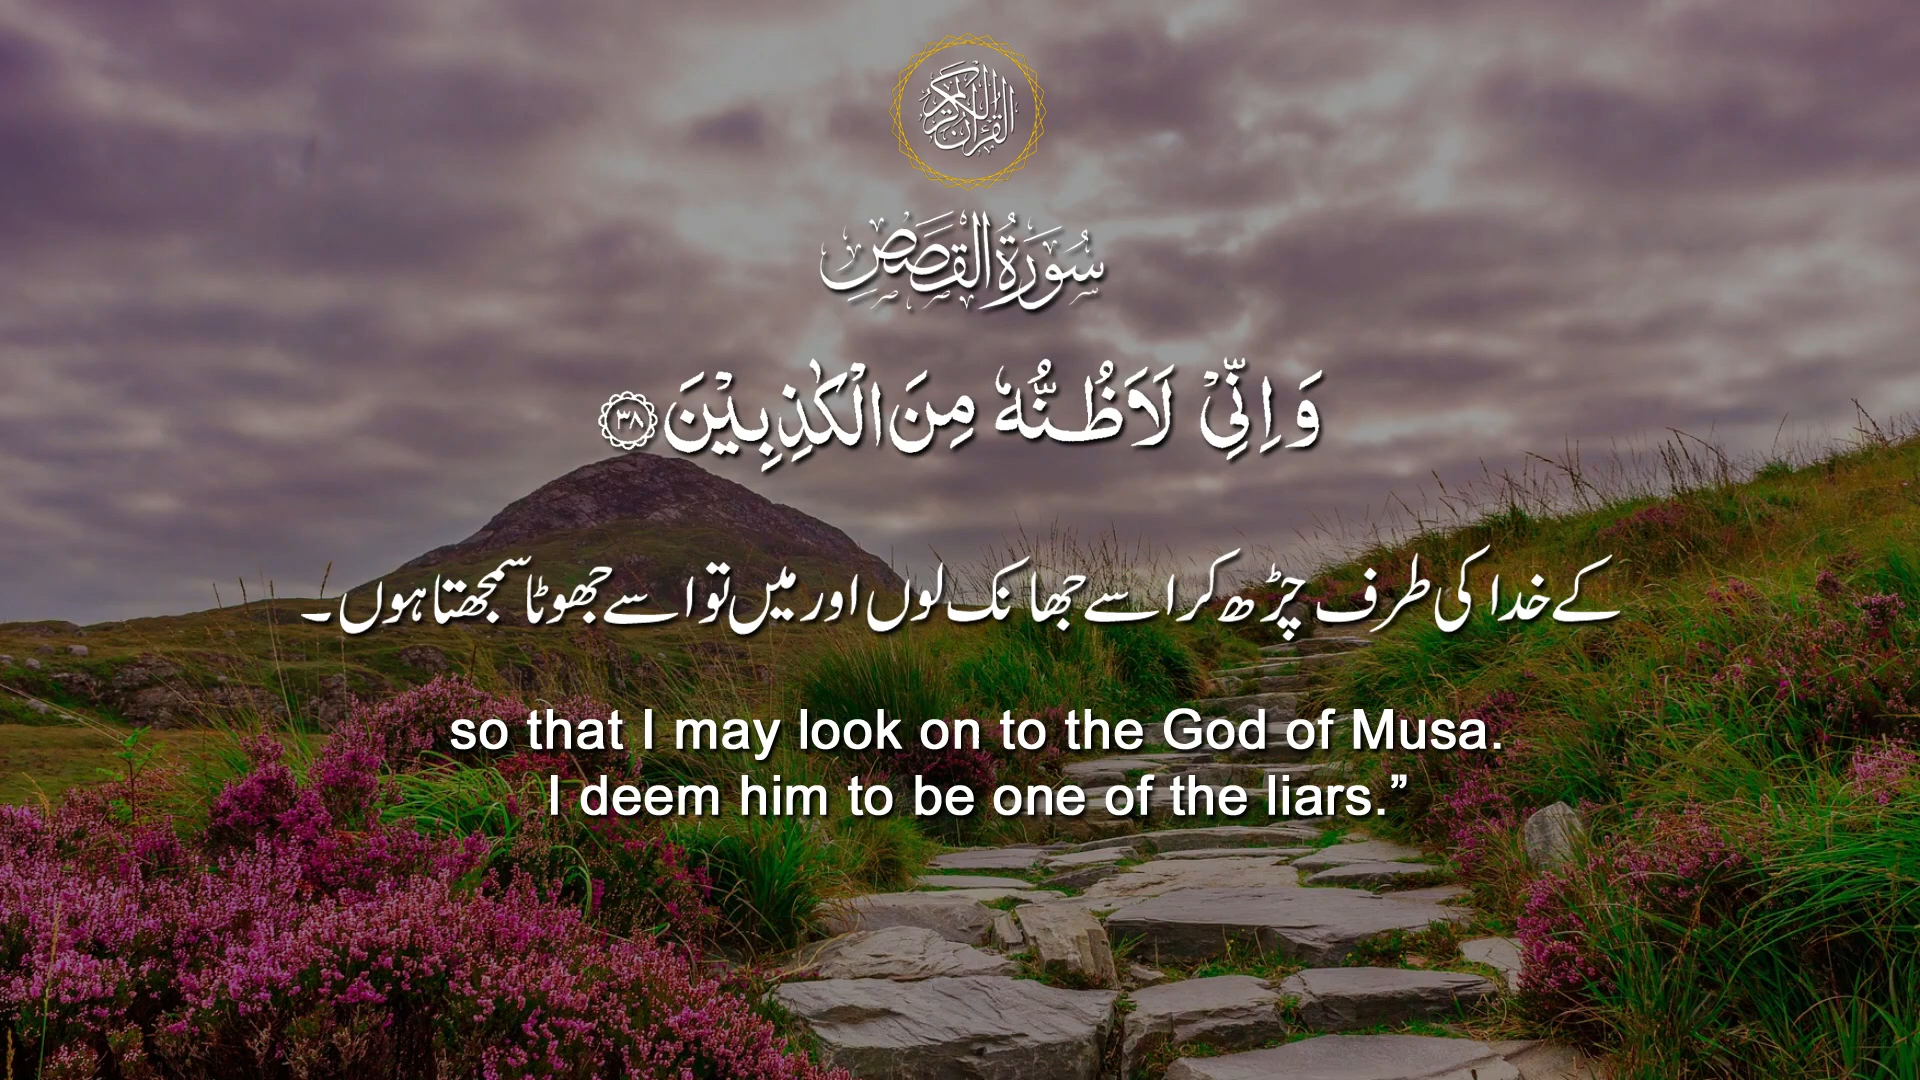 القرآن الكريم
سُورَةُ الْقَصَصِ
وَ اِنِّیْ لَاَظُنُّهٗ مِنَ الْكٰذِبِیْنَ ۳۸
کے خدا کی طرف چڑھ کر اسے جھانک لوں اور میں تو اسے جھوٹا سمجھتا ہوں۔
so that I may look on to the God of Musa.
I deem him to be one of the liars.”